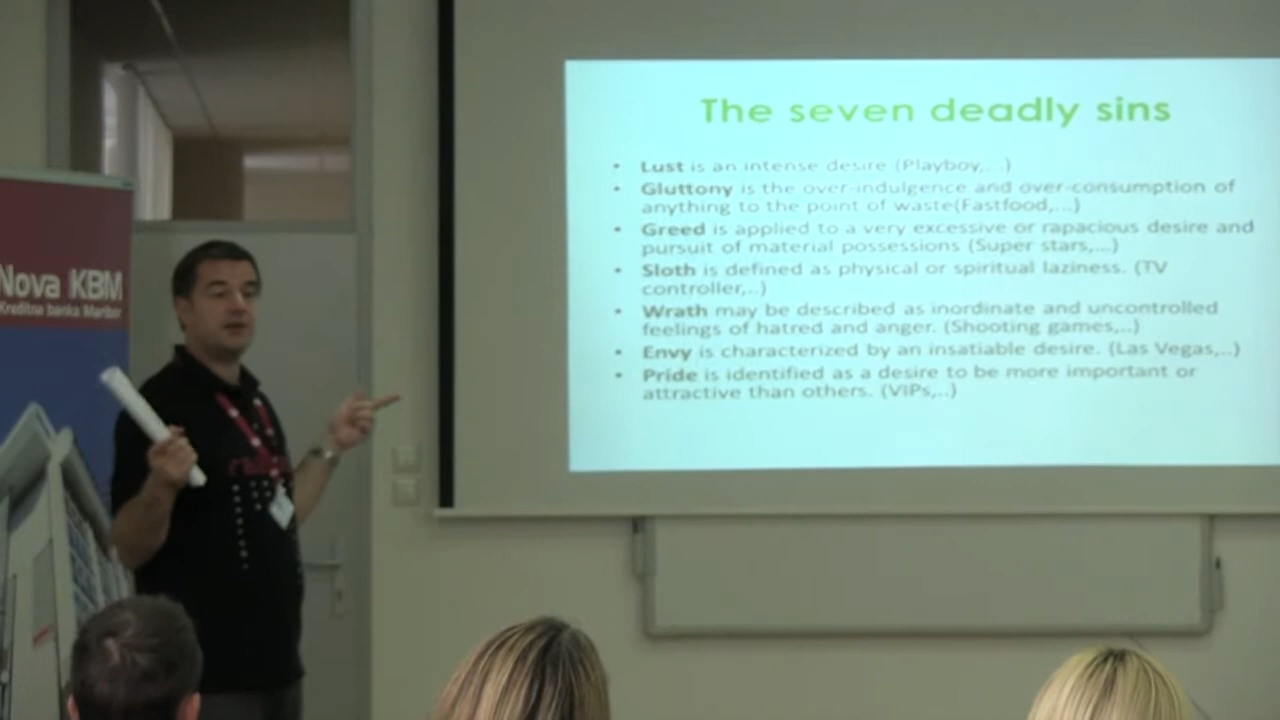 The seven deadly sins
• Lust is an intense desire (Playboy,...)
• Gluttony is the over-indulgence and over-consumption of
anything to the point of waste(Fastfood,...)
• Greed is applied to a very excessive or rapacious desire and
pursuit of material possessions (Super stars,...)
• Sloth is defined as physical or spiritual laziness. (TV
controller,..)
• Wrath may be described as inordinate and uncontrolled
feelings of hatred and anger. (Shooting games,..)
• Envy is characterized by an insatiable desire. (Las Vegas,..)
• Pride is identified as a desire to be more important or
attractive than others. (VIPs,..)
Nova KBM
Kreditna banka Maribor